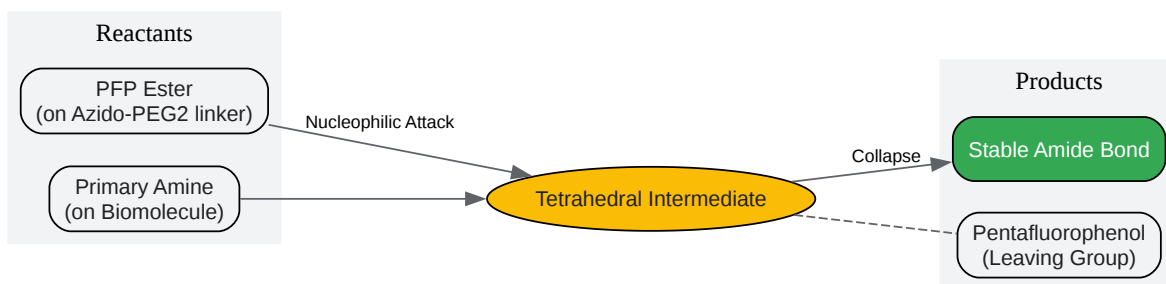 Reactants
PFP Ester
(on Azido-PEG2 linker)
Primary Amine
(on Biomolecule)
Nucleophilic Attack
Tetrahedral Intermediate
Collapse
Products
Stable Amide Bond
Pentafluorophenol
(Leaving Group)